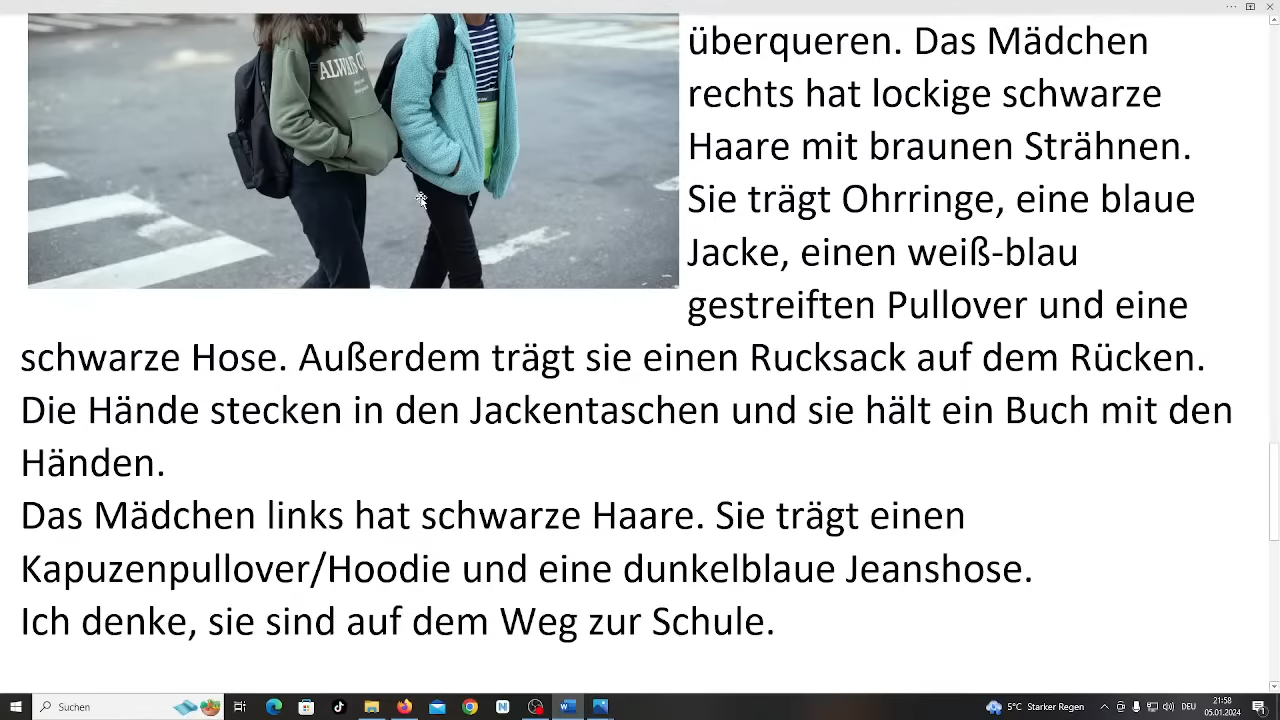 ALWAYS
überqueren. Das Mädchen
rechts hat lockige schwarze
Haare mit braunen Strähnen.
Sie trägt Ohrringe, eine blaue
Jacke, einen weiß-blau
gestreiften Pullover und eine
schwarze Hose. Außerdem trägt sie einen Rucksack auf dem Rücken.
Die Hände stecken in den Jackentaschen und sie hält ein Buch mit den
Händen.
Das Mädchen links hat schwarze Haare. Sie trägt einen
Kapuzenpullover/Hoodie und eine dunkelblaue Jeanshose.
Ich denke, sie sind auf dem Weg zur Schule.
Suchen
5°C Starker Regen
DEU
21:58
05.01.2024